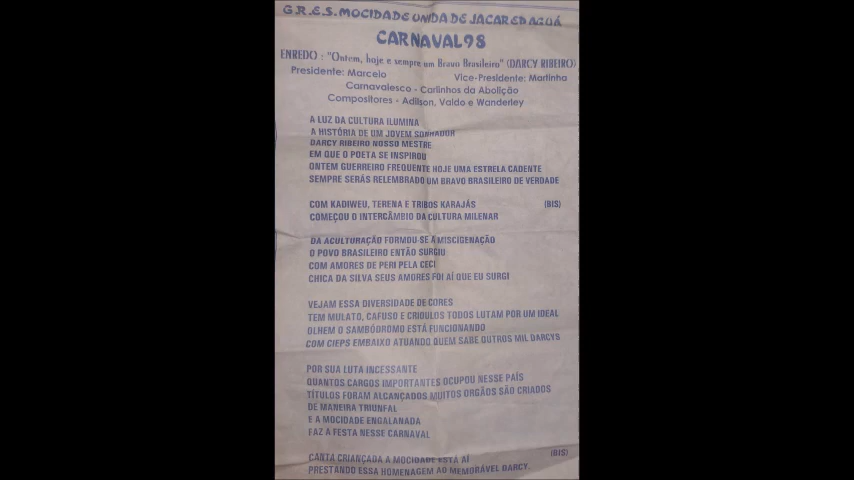 G.R.E.S. MOCIDADE UNIDA DE JACAREPAGUÁ
CARNAVAL 98
ENREDO : "Ontem, hoje e sempre um Bravo Brasileiro" (DARCY RIBEIRO)
Presidente: Marcelo Vice-Presidente: Martinha
Carnavalesco - Carlinhos da Abolição
Compositores - Adilson, Valdo e Wanderley
A LUZ DA CULTURA ILUMINA
A HISTÓRIA DE UM JOVEM SONHADOR
DARCY RIBEIRO NOSSO MESTRE
EM QUE O POETA SE INSPIROU
ONTEM GUERREIRO FREQUENTE HOJE UMA ESTRELA CADENTE
SEMPRE SERÁS RELEMBRADO UM BRAVO BRASILEIRO DE VERDADE
COM KADIWEU, TERENA E TRIBOS KARAJÁS (BIS)
COMEÇOU O INTERCÂMBIO DA CULTURA MILENAR
DA ACULTURAÇÃO FORMOU-SE A MISCIGENAÇÃO
O POVO BRASILEIRO ENTÃO SURGIU
COM AMORES DE PERI PELA CECI
CHICA DA SILVA SEUS AMORES FOI AÍ QUE EU SURGI
VEJAM ESSA DIVERSIDADE DE CORES
TEM MULATO, CAFUSO E CRIOULOS TODOS LUTAM POR UM IDEAL
OLHEM O SAMBÓDROMO ESTÁ FUNCIONANDO
COM CIEPS EMBAIXO ATUANDO QUEM SABE OUTROS MIL DARCYS
POR SUA LUTA INCESSANTE
QUANTOS CARGOS IMPORTANTES OCUPOU NESSE PAÍS
TÍTULOS FORAM ALCANÇADOS MUITOS ORGÃOS SÃO CRIADOS
DE MANEIRA TRIUNFAL
E A MOCIDADE ENGALANADA
FAZ A FESTA NESSE CARNAVAL
CANTA CRIANÇADA A MOCIDADE ESTÁ AÍ (BIS)
PRESTANDO ESSA HOMENAGEM AO MEMORÁVEL DARCY.